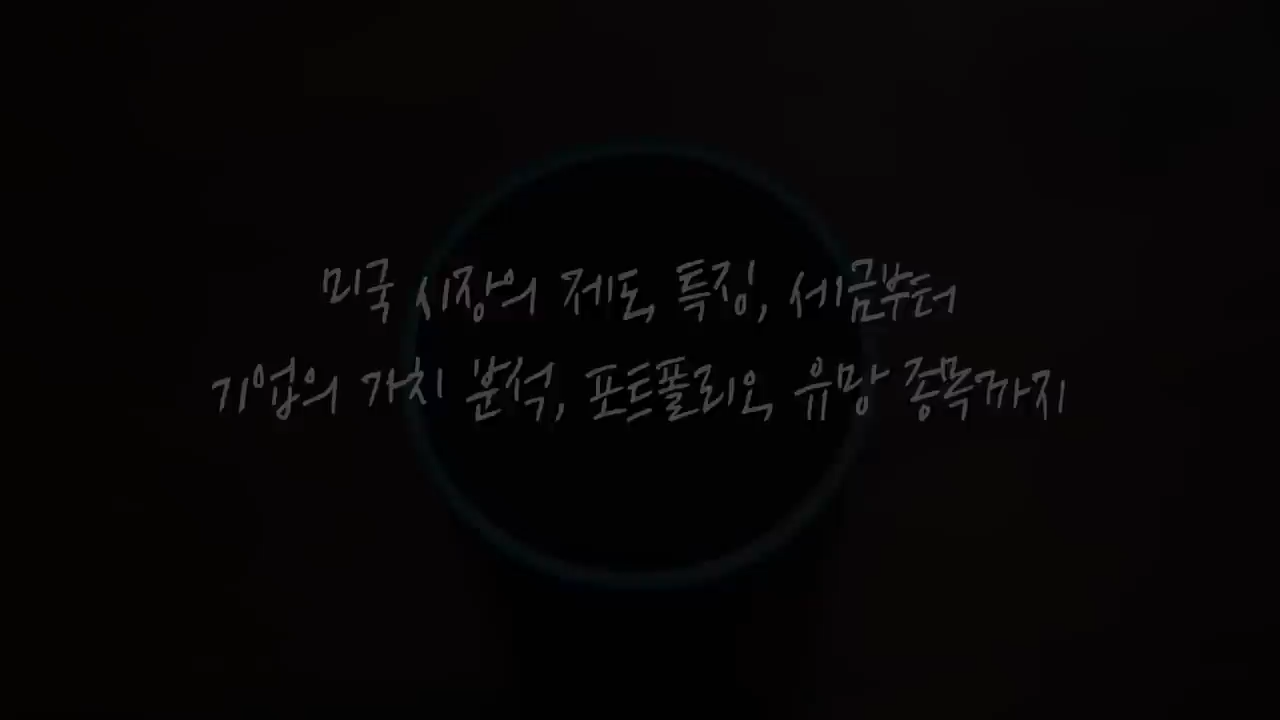 미국 시장의 제도, 특징, 세금부터
기업의 가치 분석, 포트폴리오, 유망 종목까지